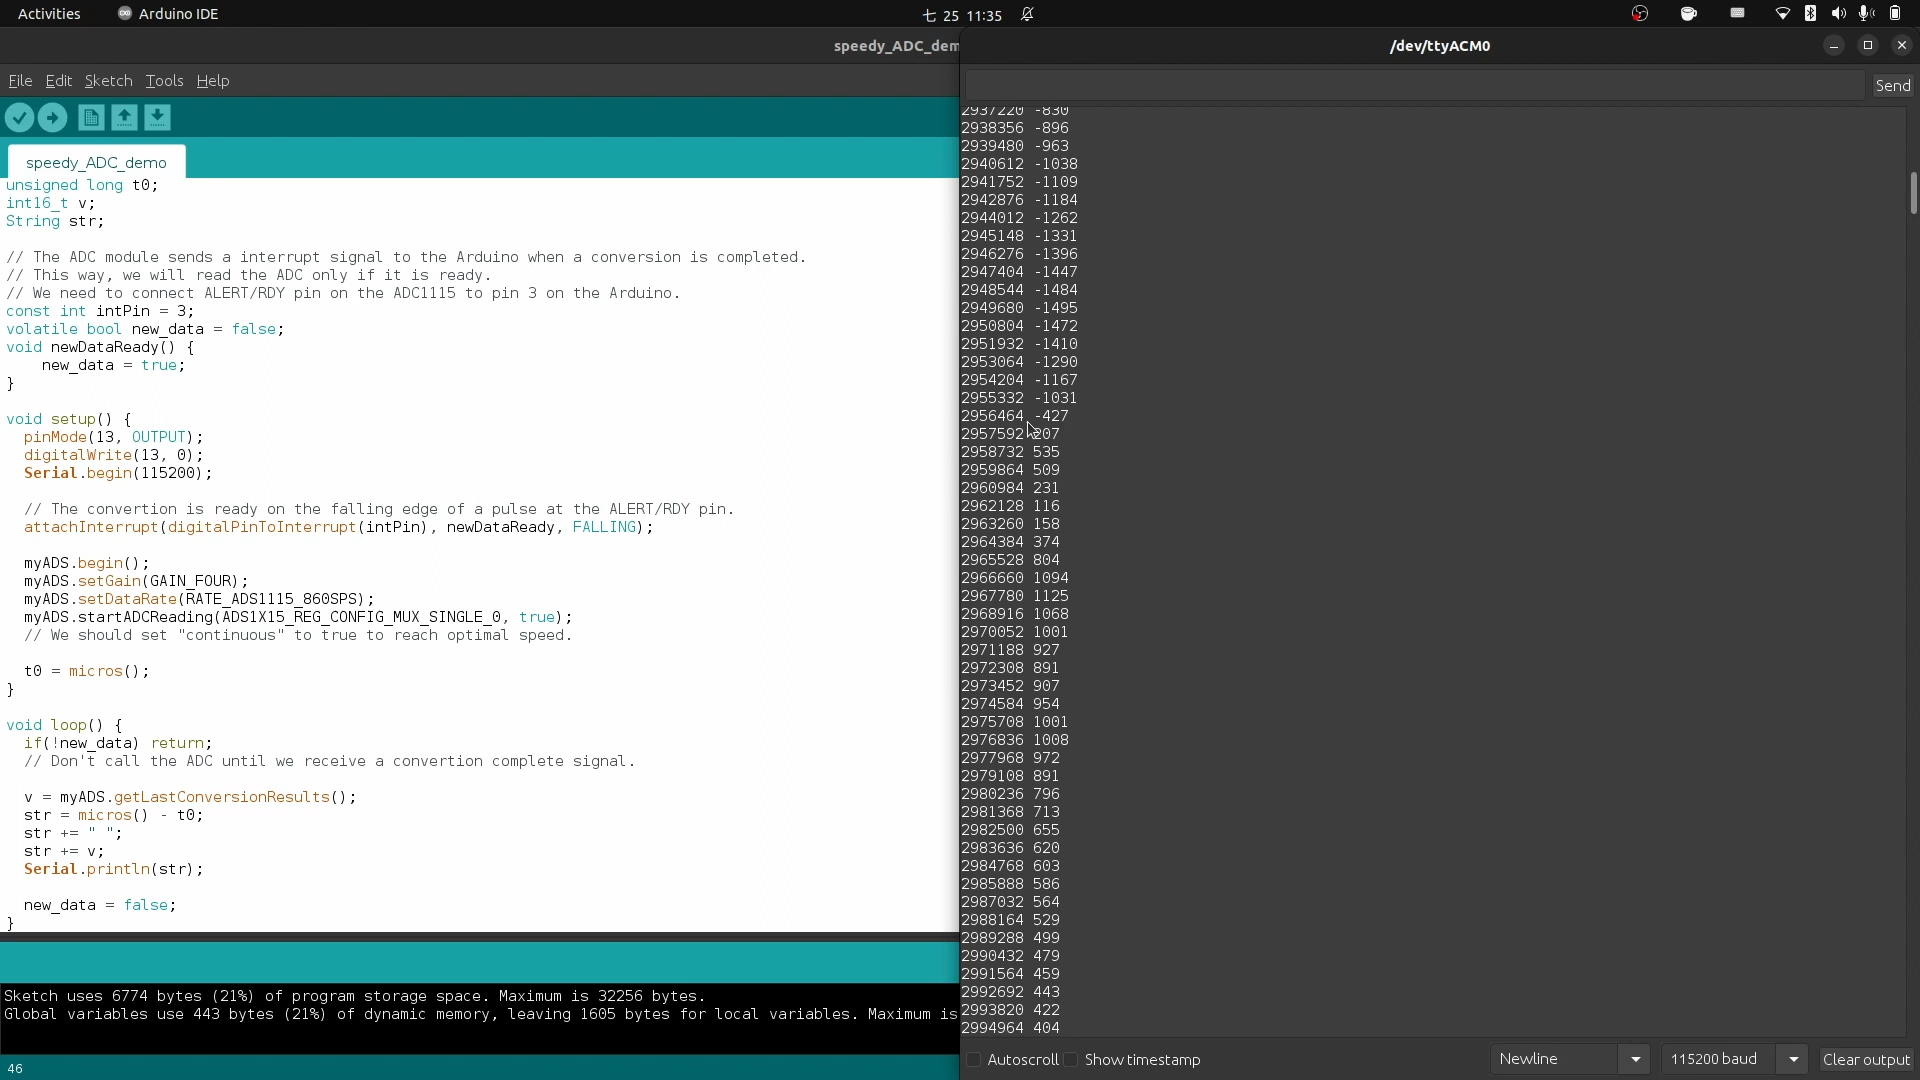 Activities
Arduino IDE
七 25 11:35
speedy_ADC_dem
/dev/ttyACM0
File Edit Sketch Tools Help
Send
speedy_ADC_demo
unsigned long t0;
int16_t v;
String str;
// The ADC module sends a interrupt signal to the Arduino when a conversion is completed.
// This way, we will read the ADC only if it is ready.
// We need to connect ALERT/RDY pin on the ADC1115 to pin 3 on the Arduino.
const int intPin = 3;
volatile bool new_data = false;
void newDataReady() {
new_data = true;
}
void setup() {
pinMode(13, OUTPUT);
digitalWrite(13, 0);
Serial.begin(115200);
// The convertion is ready on the falling edge of a pulse at the ALERT/RDY pin.
attachInterrupt(digitalPinToInterrupt(intPin), newDataReady, FALLING);
myADS.begin();
myADS.setGain(GAIN_FOUR);
myADS.setDataRate(RATE_ADS1115_860SPS);
myADS.startADCReading(ADS1X15_REG_CONFIG_MUX_SINGLE_0, true);
// We should set "continuous" to true to reach optimal speed.
t0 = micros();
}
void loop() {
if(!new_data) return;
// Don't call the ADC until we receive a convertion complete signal.
v = myADS.getLastConversionResults();
str = micros() - t0;
str += " ";
str += v;
Serial.println(str);
new_data = false;
}
Sketch uses 6774 bytes (21%) of program storage space. Maximum is 32256 bytes.
Global variables use 443 bytes (21%) of dynamic memory, leaving 1605 bytes for local variables. Maximum is
46
2937220 -830
2938356 -896
2939480 -963
2940612 -1038
2941752 -1109
2942876 -1184
2944012 -1262
2945148 -1331
2946276 -1396
2947404 -1447
2948544 -1484
2949680 -1495
2950804 -1472
2951932 -1410
2953064 -1290
2954204 -1167
2955332 -1031
2956464 -427
2957592 207
2958732 535
2959864 509
2960984 231
2962128 116
2963260 158
2964384 374
2965528 804
2966660 1094
2967780 1125
2968916 1068
2970052 1001
2971188 927
2972308 891
2973452 907
2974584 954
2975708 1001
2976836 1008
2977968 972
2979108 891
2980236 796
2981368 713
2982500 655
2983636 620
2984768 603
2985888 586
2987032 564
2988164 529
2989288 499
2990432 479
2991564 459
2992692 443
2993820 422
2994964 404
Autoscroll Show timestamp
Newline
115200 baud
Clear output